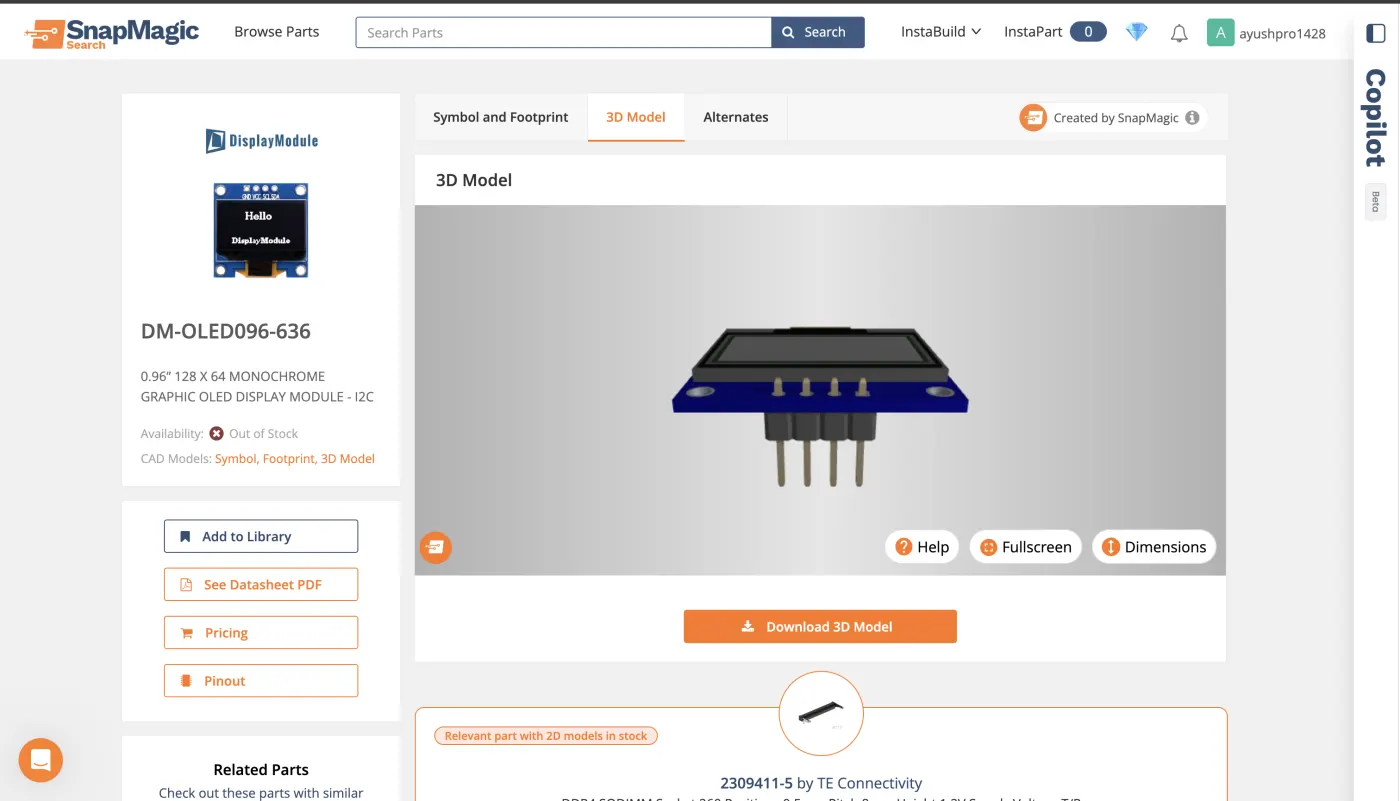 SnapMagic
Search
Browse Parts
Search Parts
Search
InstaBuild
InstaPart
0
A
ayushpro1428
Copilot
Beta
DisplayModule
GND VCC SCL SDA
Hello
DisplayModule
DM-OLED096-636
0.96” 128 X 64 MONOCHROME
GRAPHIC OLED DISPLAY MODULE - I2C
Availability: Out of Stock
CAD Models: Symbol, Footprint, 3D Model
Add to Library
See Datasheet PDF
Pricing
Pinout
Related Parts
Check out these parts with similar
Symbol and Footprint
3D Model
Alternates
Created by SnapMagic
3D Model
Help
Fullscreen
Dimensions
Download 3D Model
Relevant part with 2D models in stock
2309411-5 by TE Connectivity